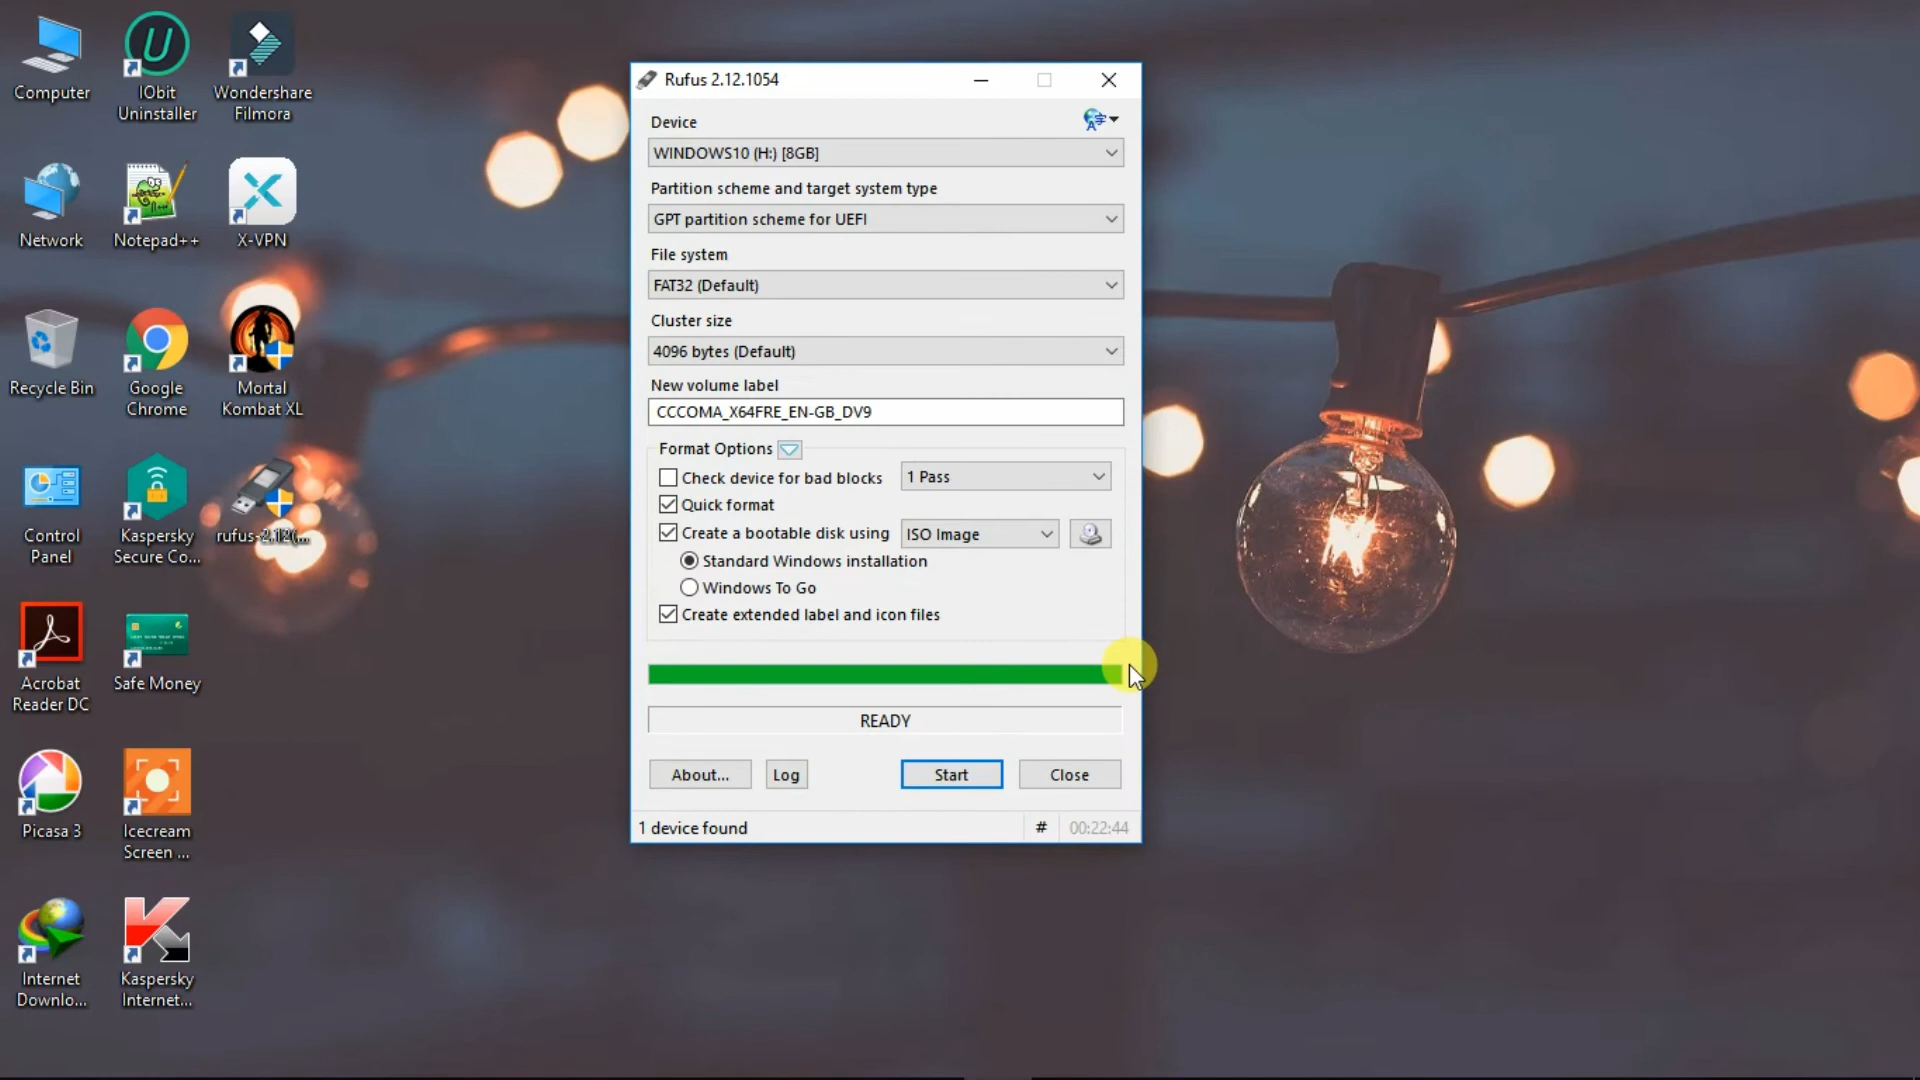 Computer
IObit
Uninstaller
Wondershare
Filmora
Network
Notepad++
X-VPN
Recycle Bin
Google
Chrome
Mortal
Kombat XL
Control
Panel
Kaspersky
Secure Co...
rufus-2.12(...
Acrobat
Reader DC
Safe Money
Picasa 3
Icecream
Screen ...
Internet
Downlo...
Kaspersky
Internet...
Rufus 2.12.1054
Device
WINDOWS10 (H:) [8GB]
Partition scheme and target system type
GPT partition scheme for UEFI
File system
FAT32 (Default)
Cluster size
4096 bytes (Default)
New volume label
CCCOMA_X64FRE_EN-GB_DV9
Format Options
Check device for bad blocks 1 Pass
Quick format
Create a bootable disk using ISO Image
Standard Windows installation
Windows To Go
Create extended label and icon files
READY
About... Log Start Close
1 device found # 00:22:44